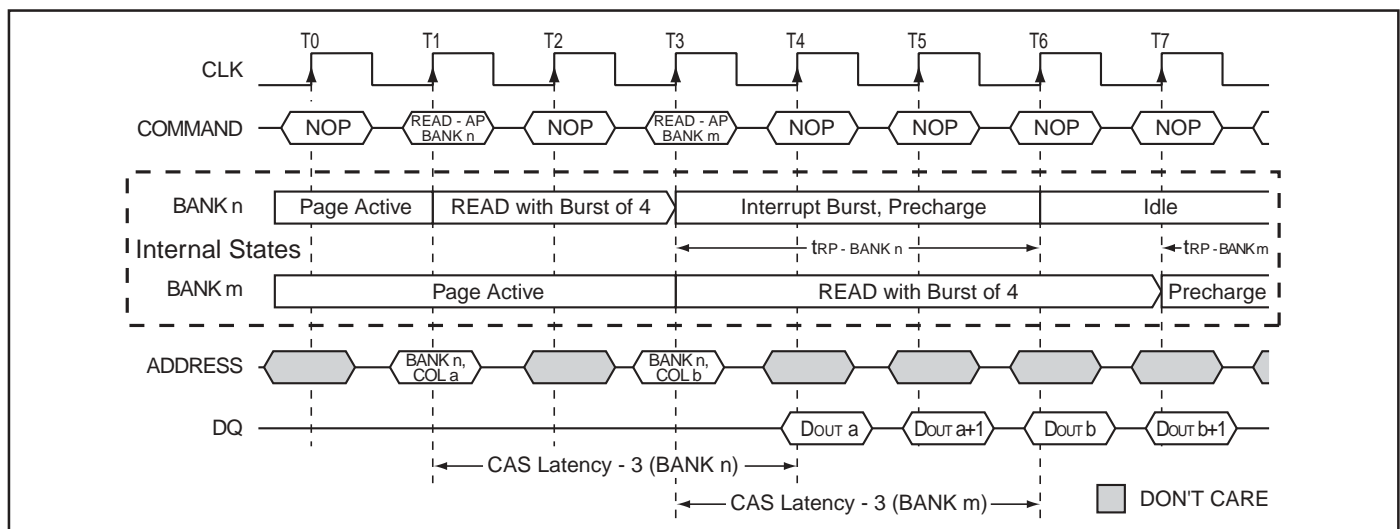 T0 T1 T2 T3 T4 T5 T6 T7
CLK
COMMAND NOP READ - AP BANK n NOP READ - AP BANK m NOP NOP NOP NOP
BANK n Page Active READ with Burst of 4 Interrupt Burst, Precharge Idle
Internal States tRP - BANK n tRP - BANK m
BANK m Page Active READ with Burst of 4 Precharge
ADDRESS BANK n, COL a BANK n, COL b
DQ DOUT a DOUT a+1 DOUT b DOUT b+1
CAS Latency - 3 (BANK n)
CAS Latency - 3 (BANK m) DON'T CARE